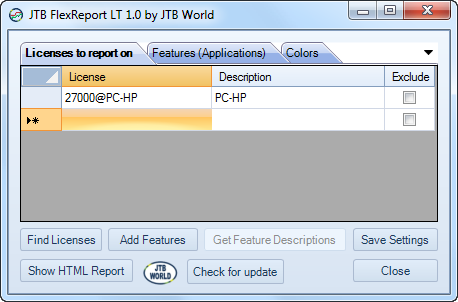 JTB FlexReport LT 1.0 by JTB World
Licenses to report on Features (Applications) Colors
License Description Exclude
27000@PC-HP PC-HP
Find Licenses Add Features Get Feature Descriptions Save Settings
Show HTML Report JTB WORLD Check for update Close